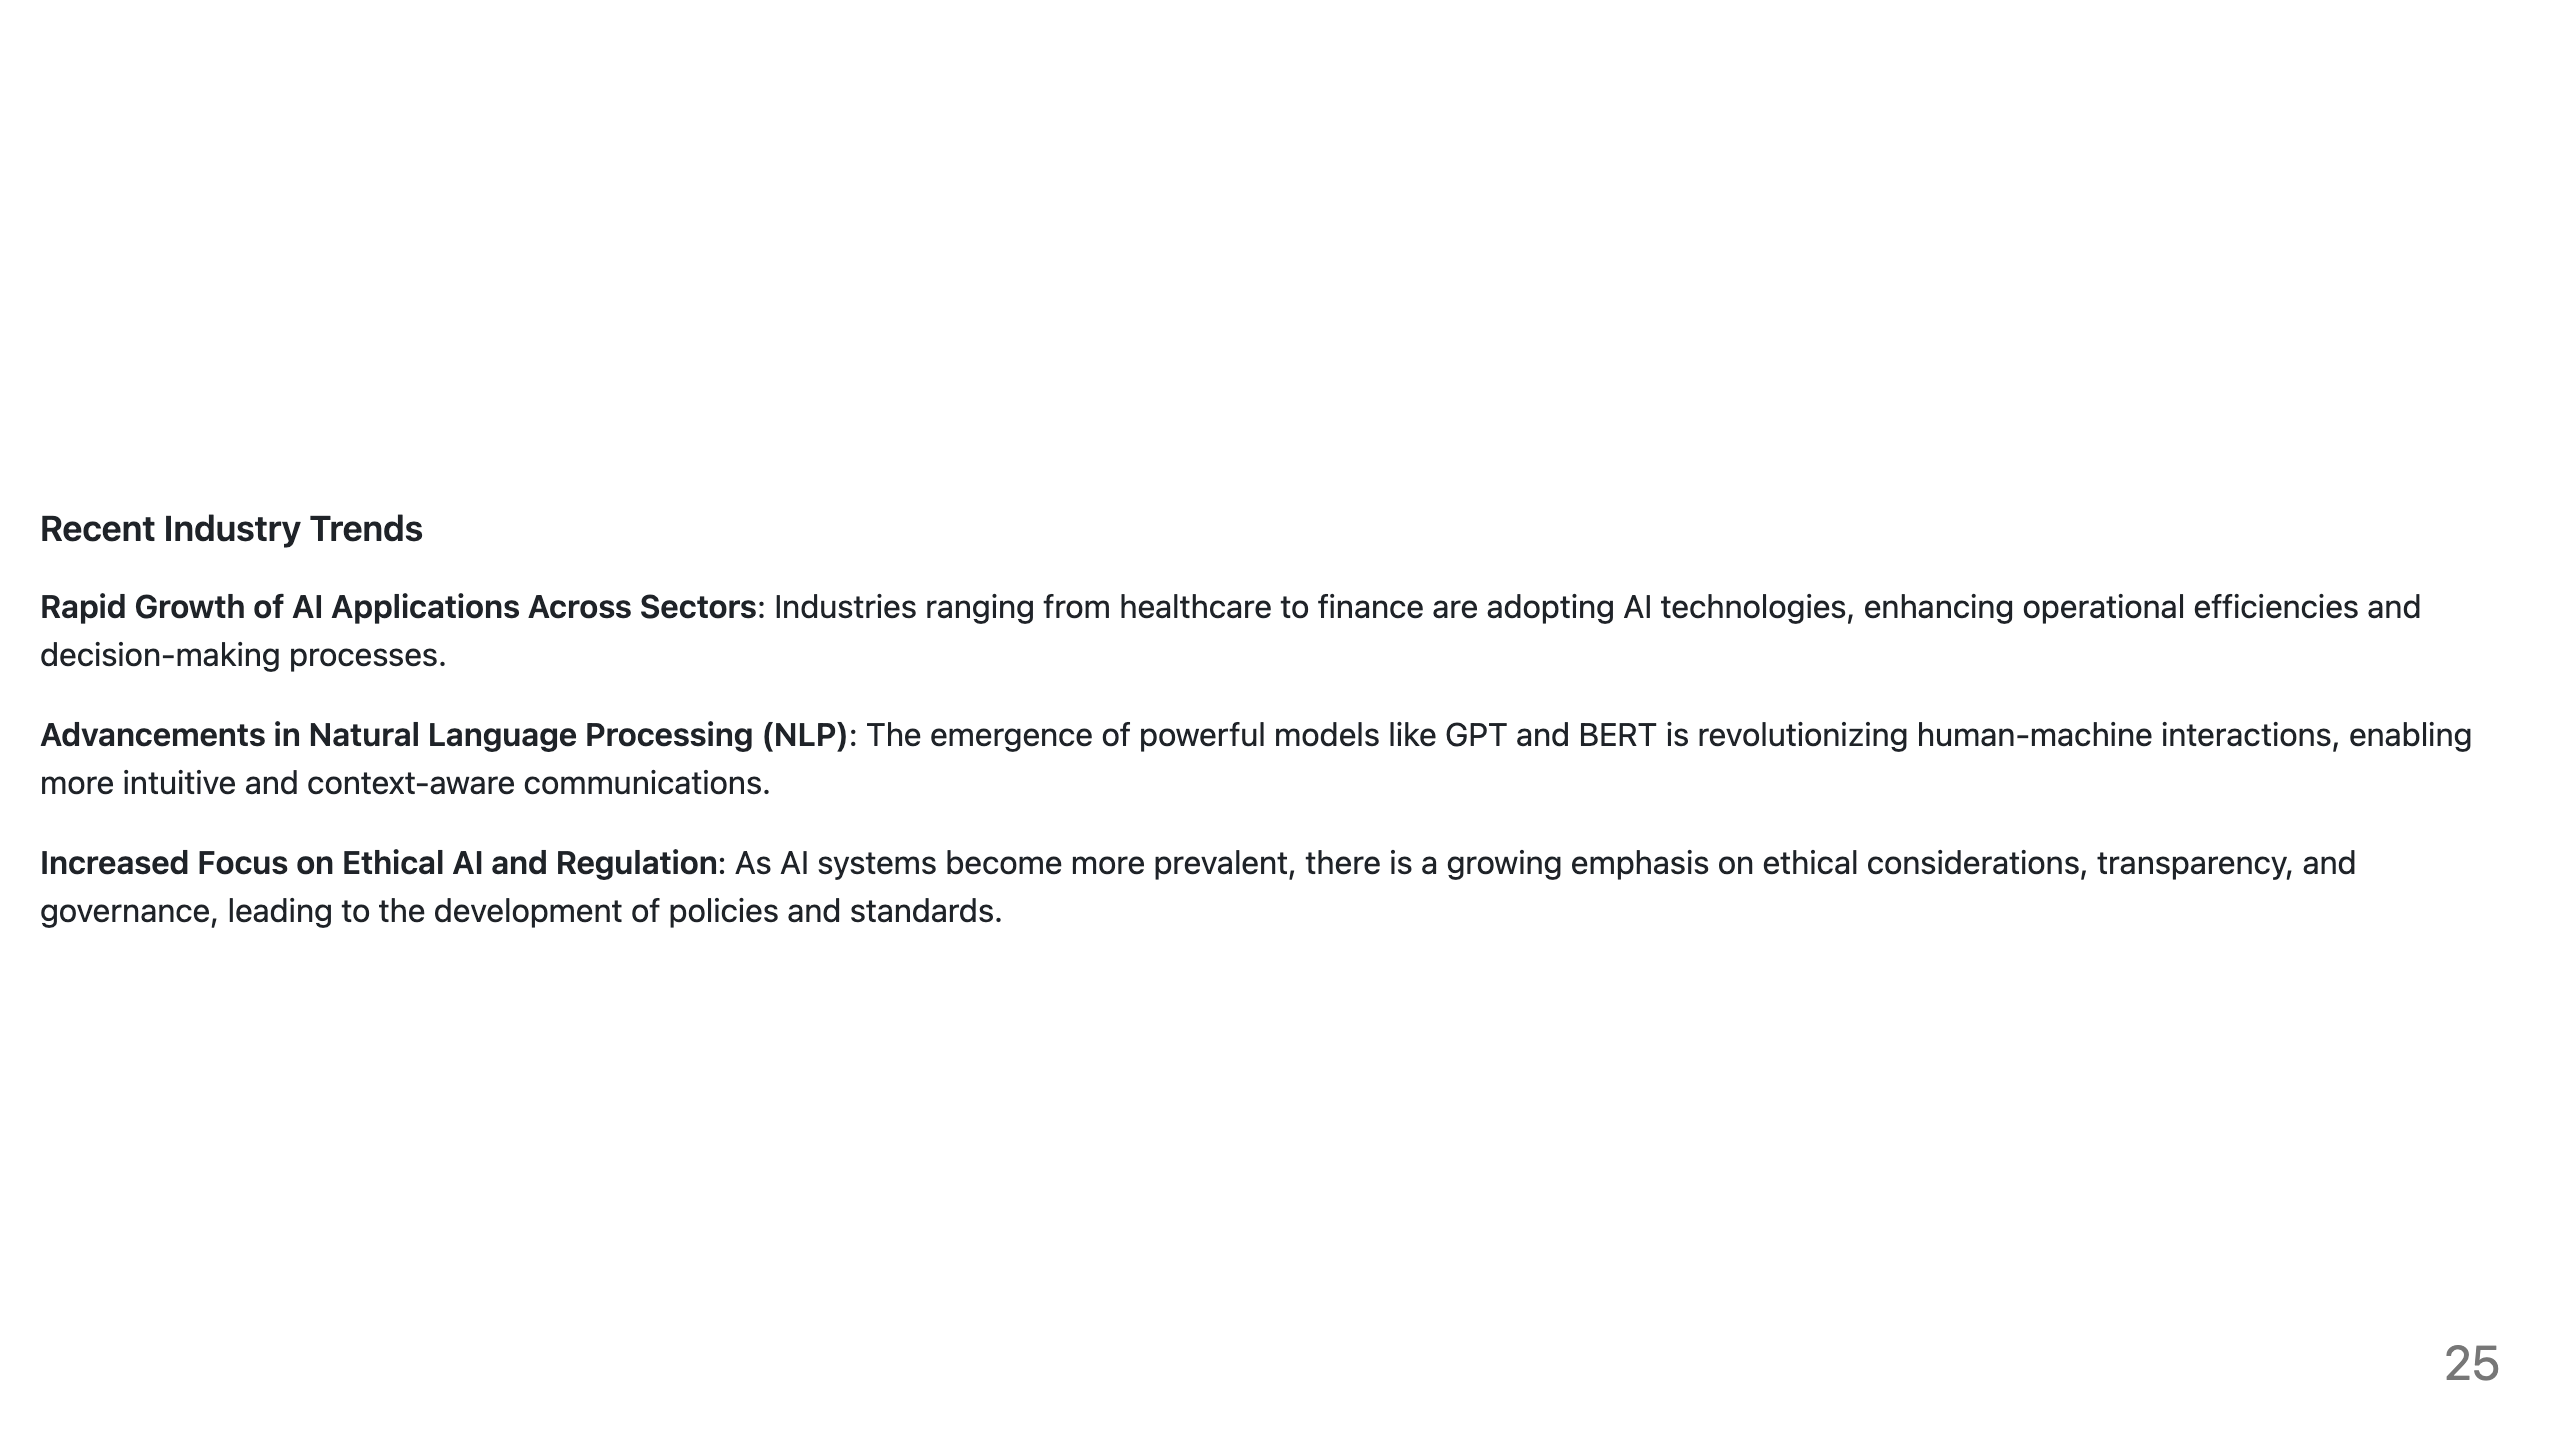 Recent Industry Trends
Rapid Growth of AI Applications Across Sectors: Industries ranging from healthcare to finance are adopting AI technologies, enhancing operational efficiencies and
decision-making processes.
Advancements in Natural Language Processing (NLP): The emergence of powerful models like GPT and BERT is revolutionizing human-machine interactions, enabling
more intuitive and context-aware communications.
Increased Focus on Ethical AI and Regulation: As AI systems become more prevalent, there is a growing emphasis on ethical considerations, transparency, and
governance, leading to the development of policies and standards.
25